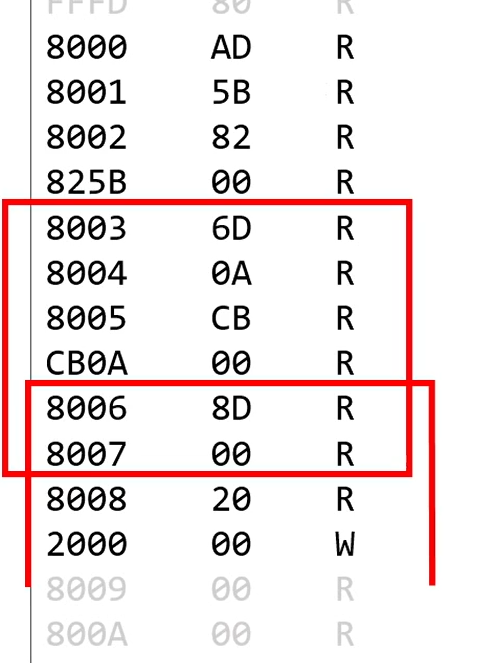 FFFD 80 R
8000 AD R
8001 5B R
8002 82 R
825B 00 R
8003 6D R
8004 0A R
8005 CB R
CB0A 00 R
8006 8D R
8007 00 R
8008 20 R
2000 00 W
8009 00 R
800A 00 R